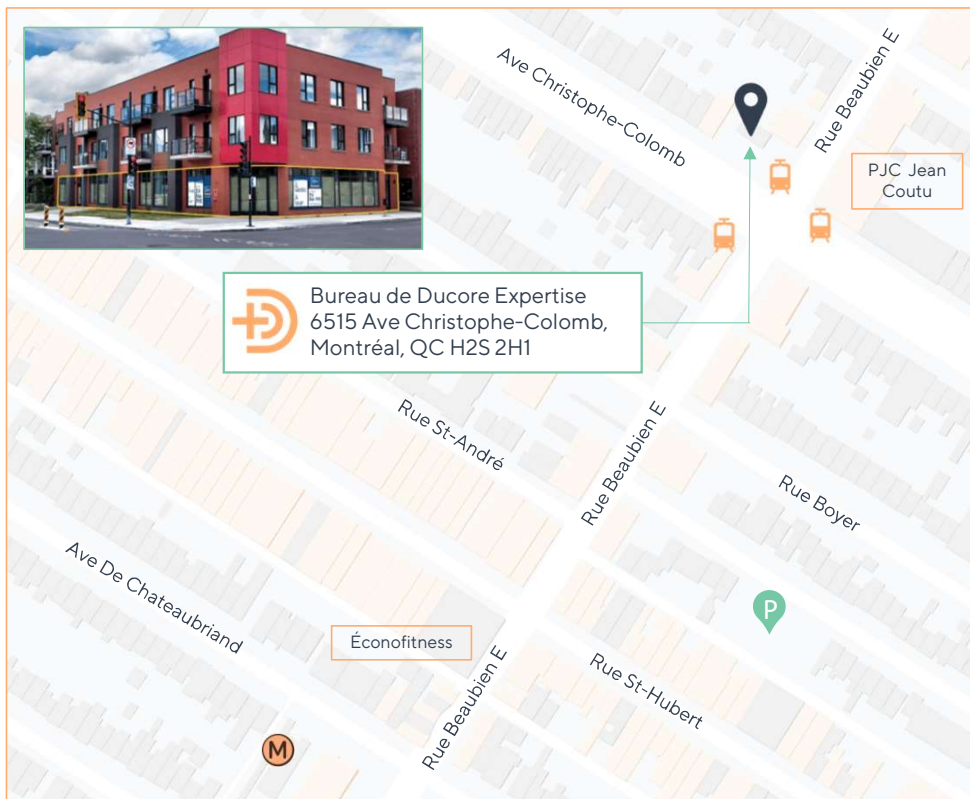 Ave Christophe-Colomb
Rue Beaubien E
PJC Jean
Coutu
Bureau de Ducore Expertise
6515 Ave Christophe-Colomb,
Montréal, QC H2S 2H1
Rue St-André
Rue Beaubien E
Rue Boyer
Ave De Chateaubriand
P
Éconofitness
Rue St-Hubert
Rue Beaubien E
M